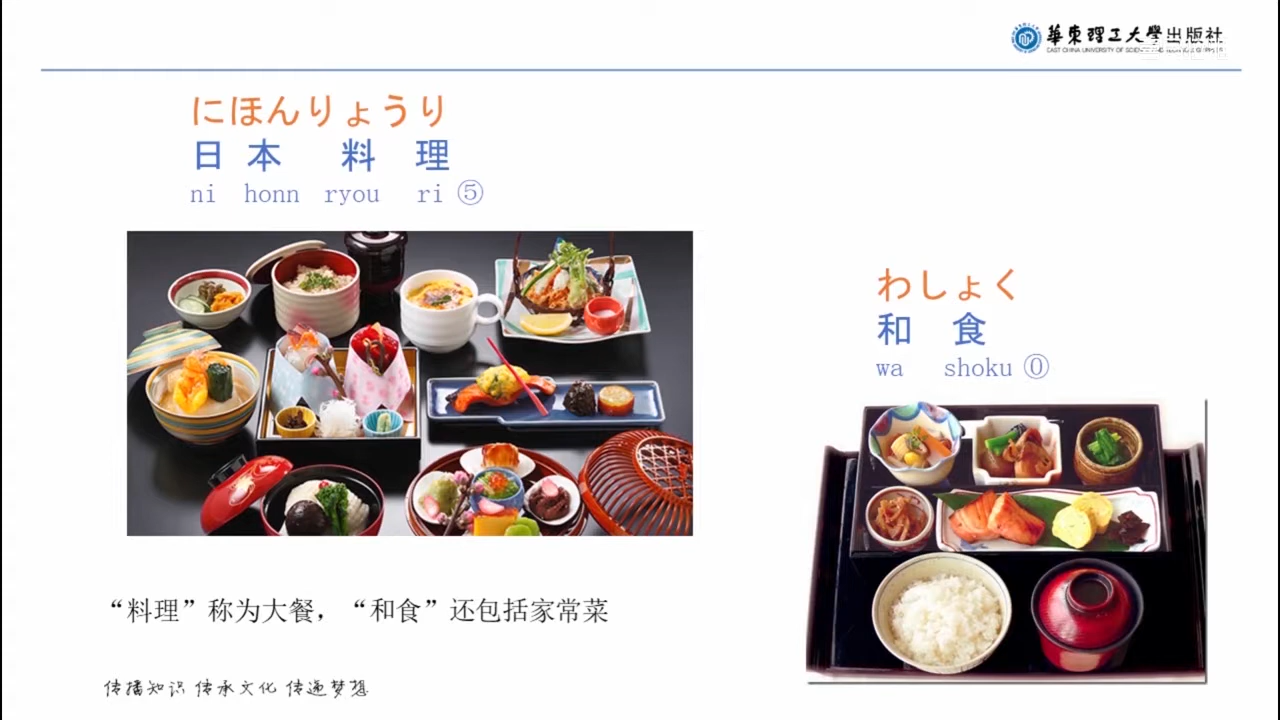 華東理工大學出版社
にほんりょうり
日 本 料 理
ni honn ryou ri ⑤
わしょく
和 食
wa shoku ⓪
“料理”称为大餐，“和食”还包括家常菜
传播知识 传承文化 传递梦想